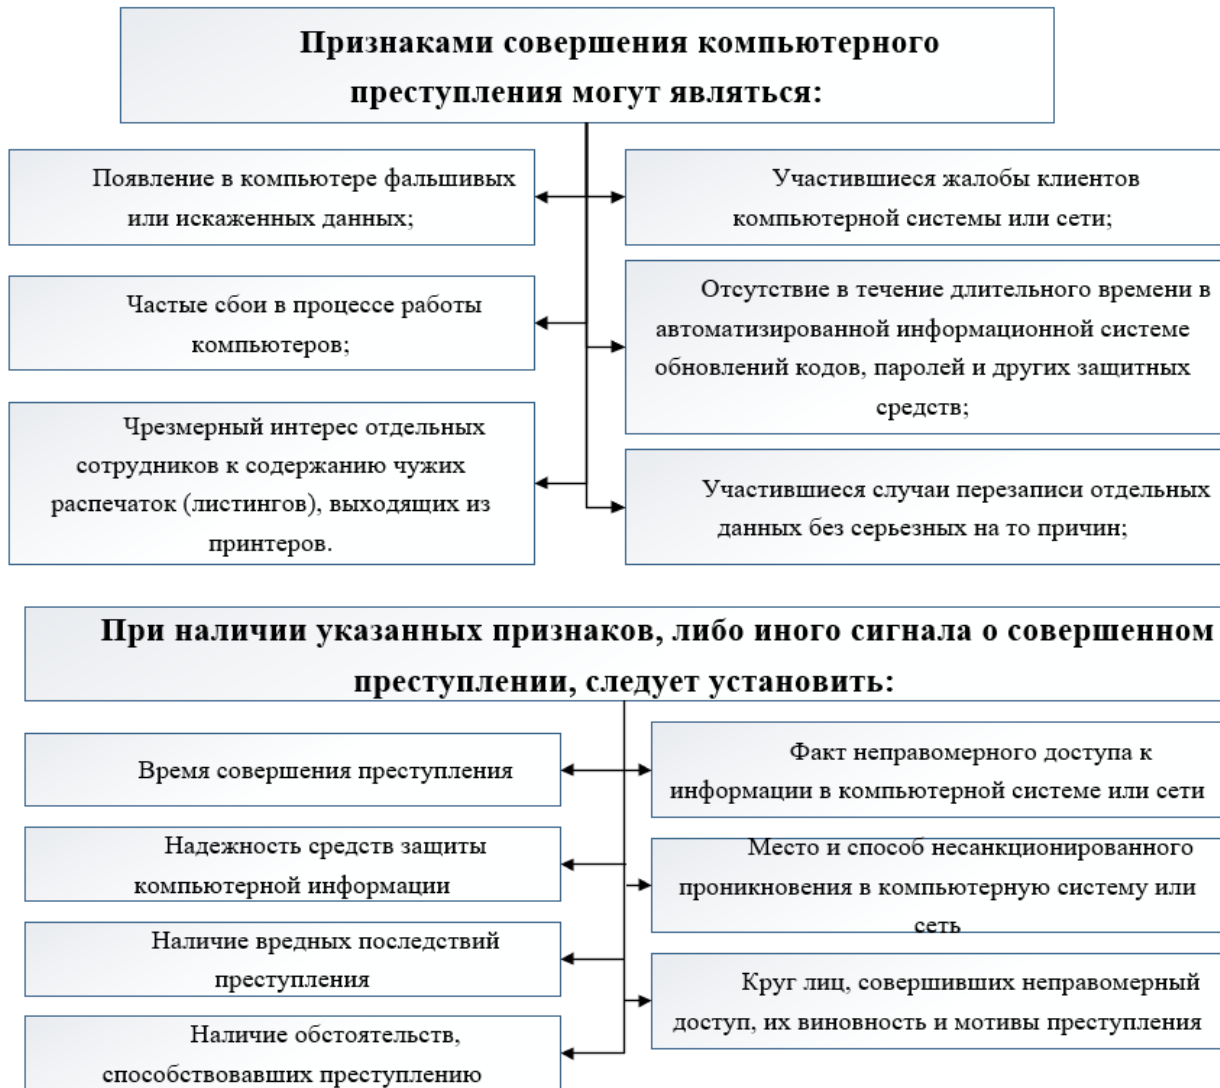 Признаками совершения компьютерного
преступления могут являться:
Появление в компьютере фальшивых
или искаженных данных;
Участившиеся жалобы клиентов
компьютерной системы или сети;
Частые сбои в процессе работы
компьютеров;
Отсутствие в течение длительного времени в
автоматизированной информационной системе
обновлений кодов, паролей и других защитных
средств;
Чрезмерный интерес отдельных
сотрудников к содержанию чужих
распечаток (листингов), выходящих из
принтеров.
Участившиеся случаи перезаписи отдельных
данных без серьезных на то причин;
При наличии указанных признаков, либо иного сигнала о совершенном
преступлении, следует установить:
Время совершения преступления
Факт неправомерного доступа к
информации в компьютерной системе или сети
Надежность средств защиты
компьютерной информации
Место и способ несанкционированного
проникновения в компьютерную систему или
сеть
Наличие вредных последствий
преступления
Круг лиц, совершивших неправомерный
доступ, их виновность и мотивы преступления
Наличие обстоятельств,
способствовавших преступлению